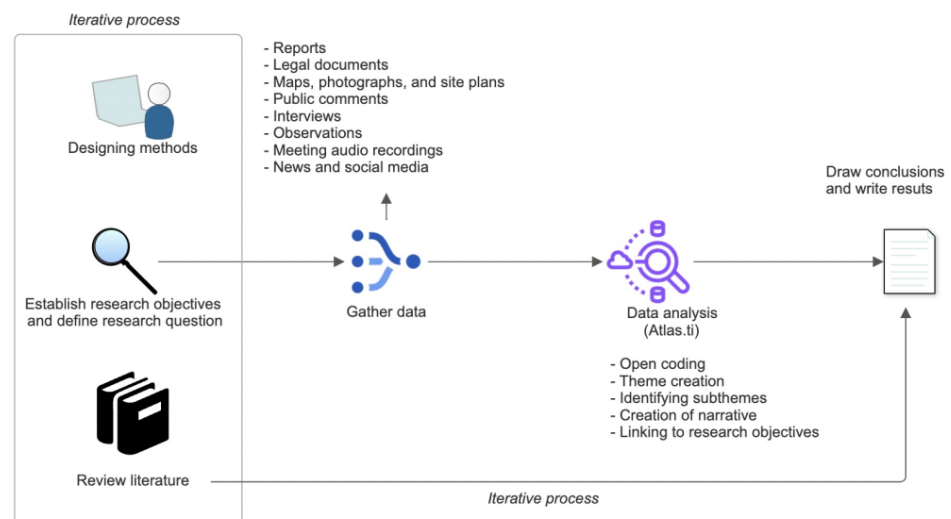 Iterative process
Designing methods
Establish research objectives
and define research question
Review literature
- Reports
- Legal documents
- Maps, photographs, and site plans
- Public comments
- Interviews
- Observations
- Meeting audio recordings
- News and social media
Gather data
Data analysis
(Atlas.ti)
- Open coding
- Theme creation
- Identifying subthemes
- Creation of narrative
- Linking to research objectives
Draw conclusions
and write resuts
Iterative process